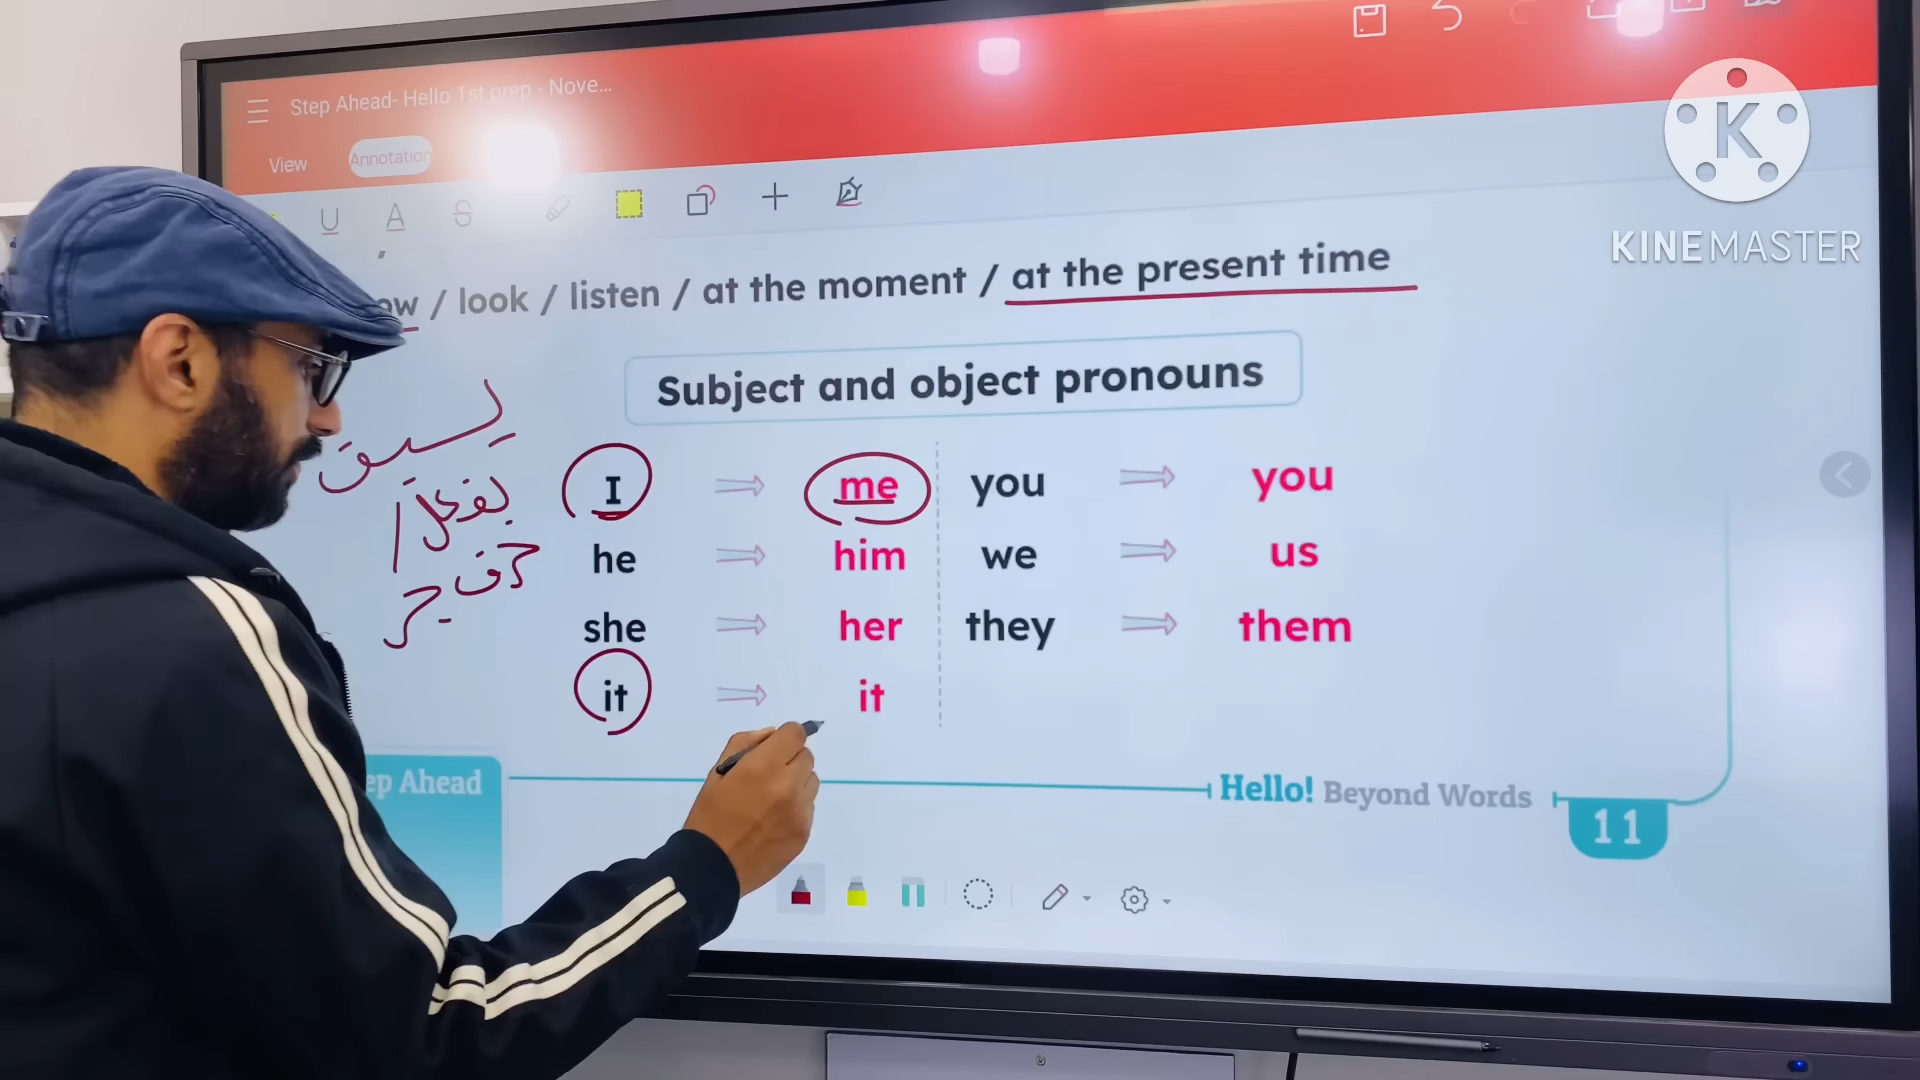 Step Ahead- Hello 1st prep - Nove...
View
Annotation
U A S
K
KINEMASTER
ow / look / listen / at the moment / at the present time
Subject and object pronouns
I ⇒ me you ⇒ you
he ⇒ him we ⇒ us
she ⇒ her they ⇒ them
it ⇒ it
يسبق
بفعل /
حرف جر
ep Ahead
Hello! Beyond Words
11